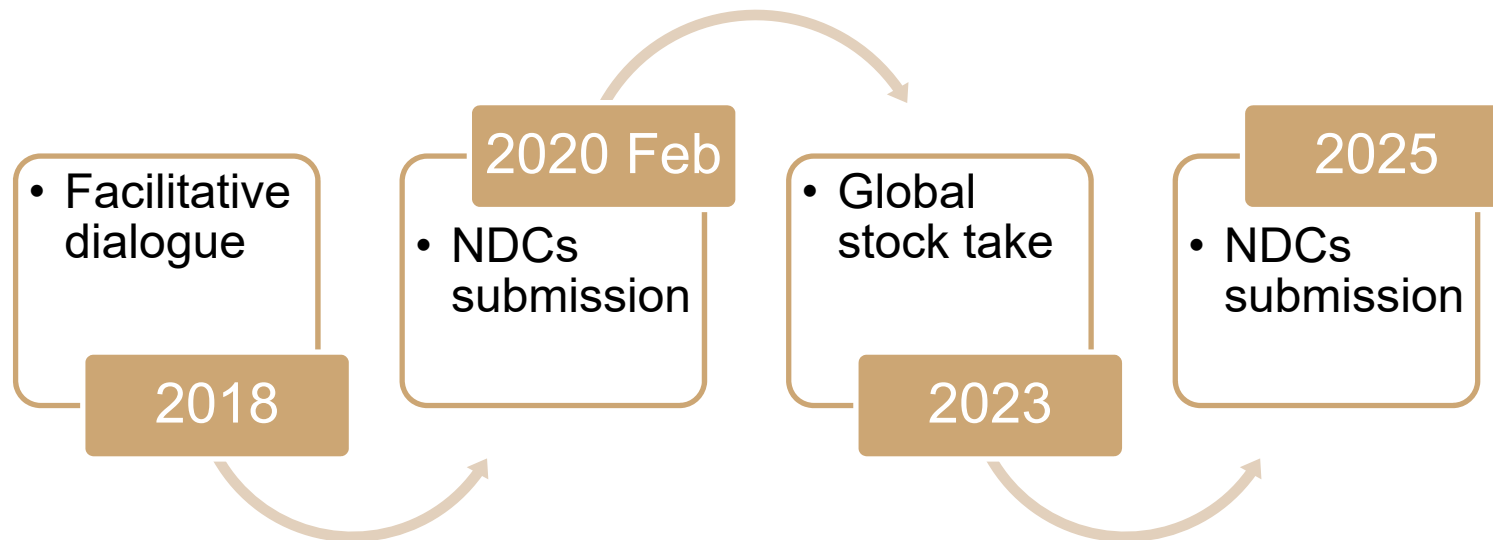 • Facilitative
dialogue
2018
2020 Feb
• NDCs
submission
• Global
stock take
2023
2025
• NDCs
submission